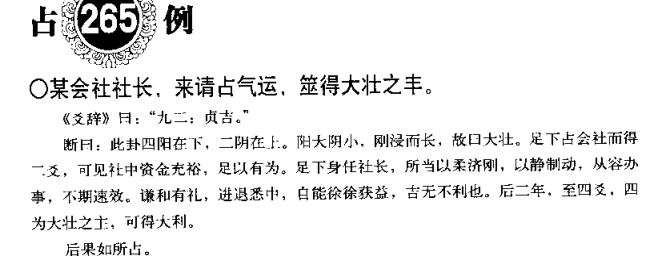 占 265 例
〇某会社社长，来请占气运，筮得大壮之丰。
《爻辞》曰：“九二：贞吉。”
断曰：此卦四阳在下，二阴在上。阳大阴小，刚浸而长，故曰大壮。足下占会社而得
二爻，可见社中资金充裕，足以有为。足下身任社长，所当以柔济刚，以静制动，从容办
事，不期速效。谦和有礼，进退悉中，自能徐徐获益，吉无不利也。后二年，至四爻，四
为大壮之主，可得大利。
后果如所占。